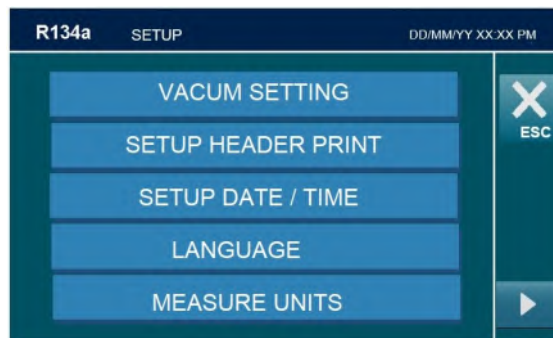 R134a SETUP DD/MM/YY XX:XX PM
VACUM SETTING
SETUP HEADER PRINT
SETUP DATE / TIME
LANGUAGE
MEASURE UNITS
ESC